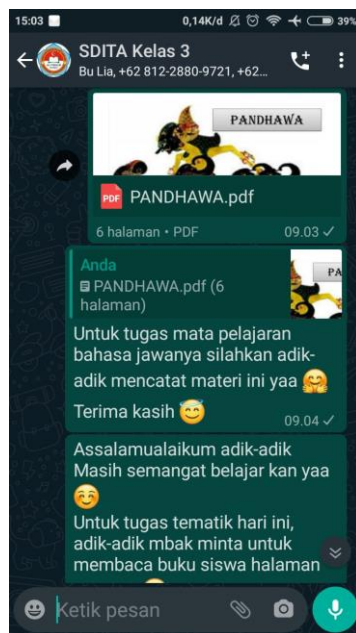 15:03 0,14K/d 39%
SDITA Kelas 3
Bu Lia, +62 812-2880-9721, +62...
PANDHAWA
PDF PANDHAWA.pdf
6 halaman • PDF 09.03
Anda
PANDHAWA.pdf (6
halaman)
PA
Untuk tugas mata pelajaran
bahasa jawanya silahkan adik-
adik mencatat materi ini yaa
Terima kasih
09.04
Assalamualaikum adik-adik
Masih semangat belajar kan yaa
Untuk tugas tematik hari ini,
adik-adik mbak minta untuk
membaca buku siswa halaman
Ketik pesan